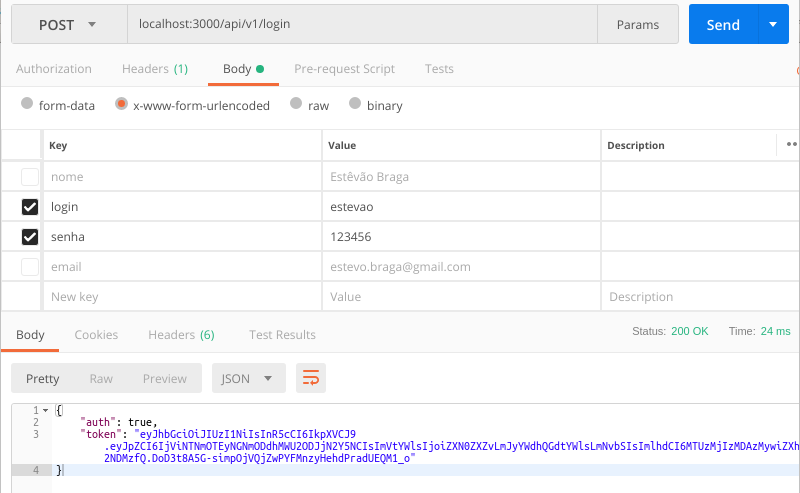 POST localhost:3000/api/v1/login Params Send
Authorization Headers (1) Body Pre-request Script Tests
form-data x-www-form-urlencoded raw binary
Key Value Description
nome Estêvão Braga
login estevao
senha 123456
email estevo.braga@gmail.com
New key Value Description
Body Cookies Headers (6) Test Results Status: 200 OK Time: 24 ms
Pretty Raw Preview JSON
1 {
2 "auth": true,
3 "token": "eyJhbGciOiJIUzI1NiIsInR5cCI6IkpXVCJ9
.eyJpZCI6IjViNTNmOTEyNGNmODdhMWU2ODJjN2Y5NCIsImVtYWlsIjoiZXN0ZXZvLmJyYWdhQGdtYWlsLmNvbSIsImlhdCI6MTUzMjIzMDAzMywiZXh
2NDMzfQ.DoD3t8A5G-simpOjVQjZwPYFMnzyHehdPradUEQM1_o"
4 }